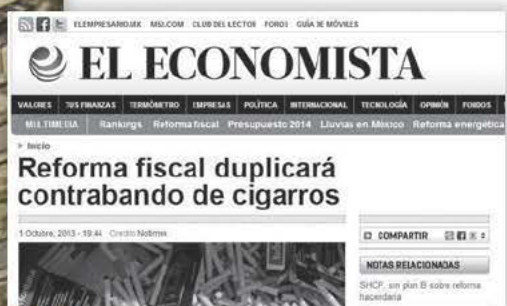 ELEMPRESARIO.MX MSN.COM CLUB DEL LECTOR FOROS GUÍA DE MÓVILES
EL ECONOMISTA
VALORES TUS FINANZAS TERMÓMETRO EMPRESAS POLÍTICA INTERNACIONAL TECNOLOGÍA OPINIÓN FONDOS
MULTIMEDIA Rankings Reforma fiscal Presupuesto 2014 Lluvias en México Reforma energética
> Inicio
Reforma fiscal duplicará
contrabando de cigarros
1 Octubre, 2013 - 19:44 Crédito Notimex
COMPARTIR
NOTAS RELACIONADAS
SHCP, sin plan B sobre reforma
hacendaria